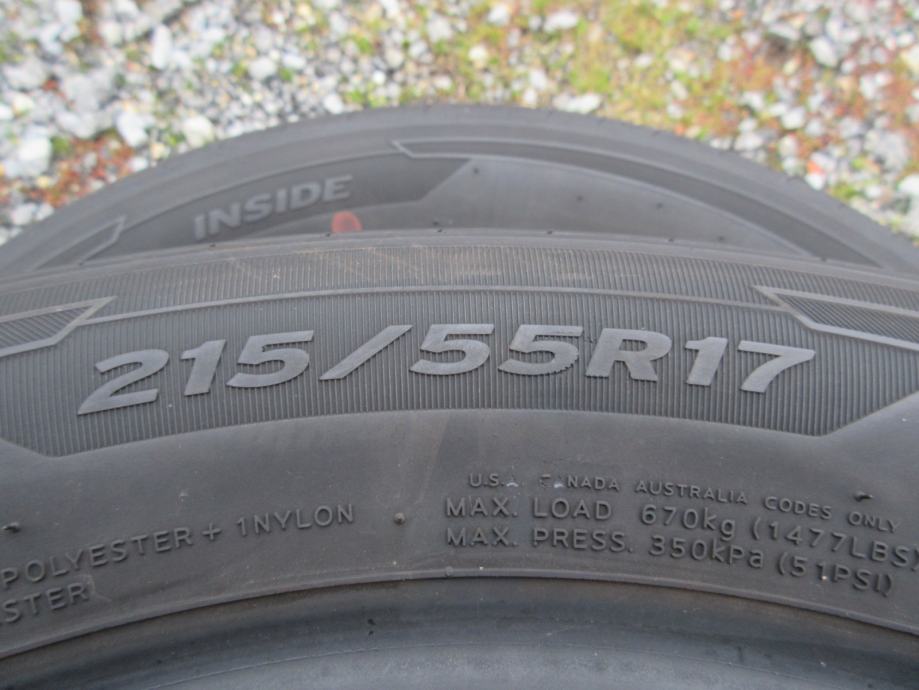 INSIDE
215/55R17
U.S.A. CANADA AUSTRALIA CODES ONLY
MAX. LOAD 670kg (1477LBS)
MAX. PRESS. 350kPa (51PSI)
POLYESTER + 1NYLON
STER)